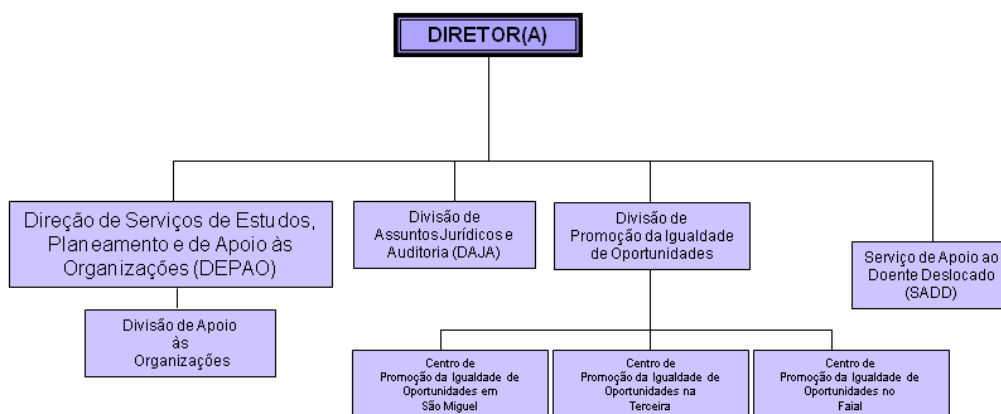 DIRETOR(A)
Direção de Serviços de Estudos,
Planeamento e de Apoio às
Organizações (DEPAO)
Divisão de
Assuntos Jurídicos e
Auditoria (DAJA)
Divisão de
Promoção da Igualdade
de Oportunidades
Serviço de Apoio ao
Doente Deslocado
(SADD)
Divisão de Apoio
às
Organizações
Centro de
Promoção da Igualdade de
Oportunidades em
São Miguel
Centro de
Promoção da Igualdade de
Oportunidades na
Terceira
Centro de
Promoção da Igualdade de
Oportunidades no
Faial